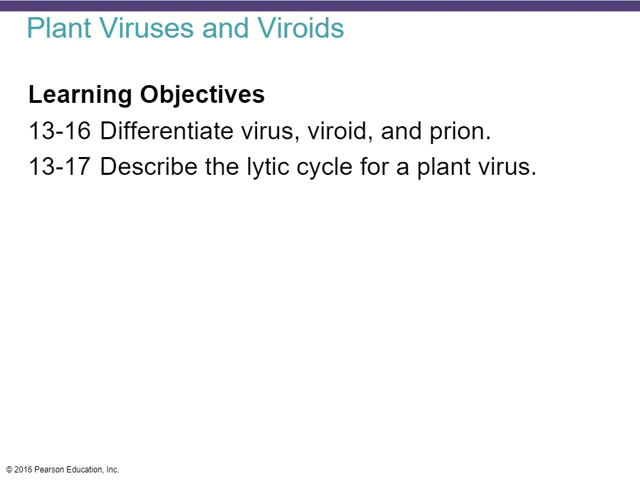 Plant Viruses and Viroids
Learning Objectives
13-16 Differentiate virus, viroid, and prion.
13-17 Describe the lytic cycle for a plant virus.
© 2016 Pearson Education, Inc.